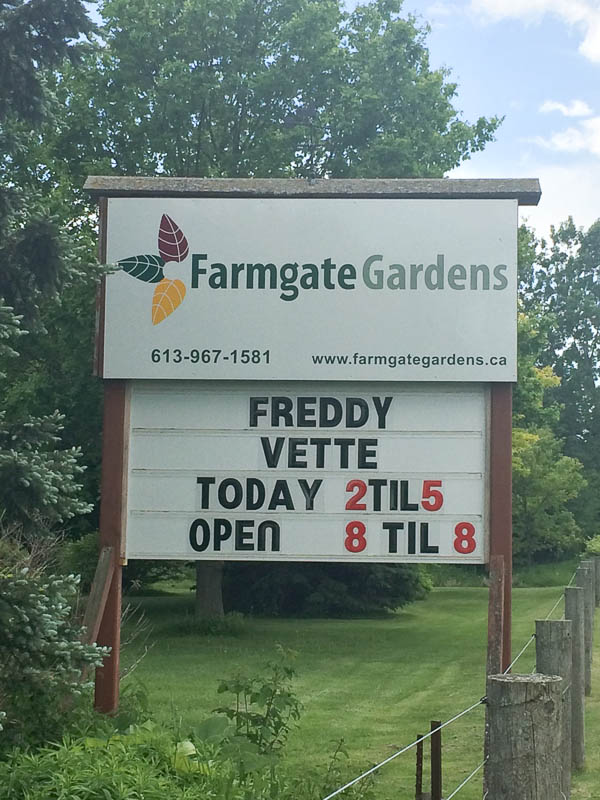 Farmgate Gardens
613-967-1581 www.farmgategardens.ca
FREDDY
VETTE
TODAY 2TIL5
OPEN 8 TIL 8